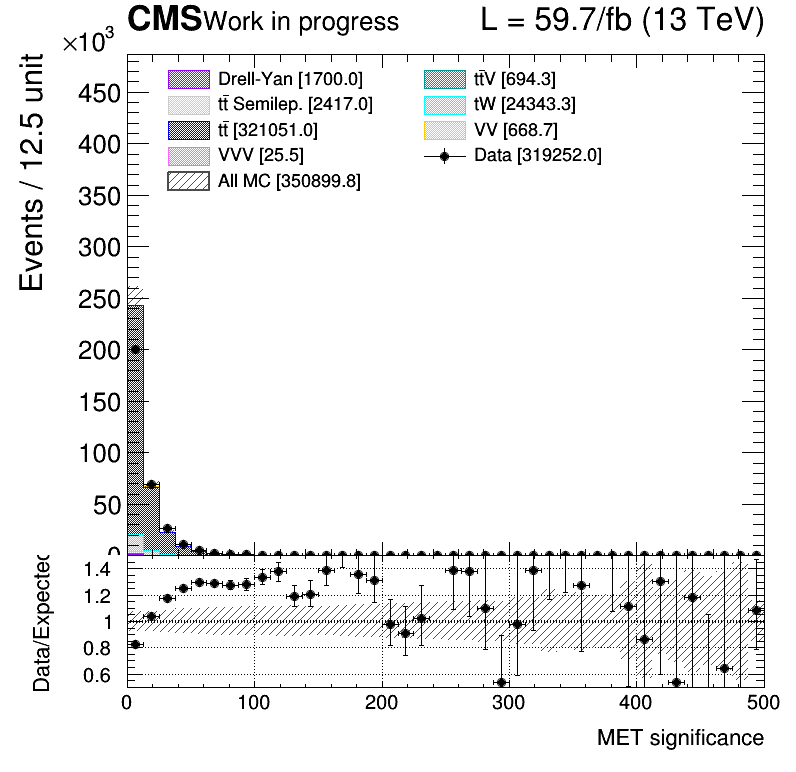 CMS Work in progress L = 59.7/fb (13 TeV)
×10³
Events / 12.5 unit
450
400
350
300
250
200
150
100
50
0
Drell-Yan [1700.0]
tt̄ Semilep. [2417.0]
tt̄ [321051.0]
VVV [25.5]
All MC [350899.8]
tt̄V [694.3]
tW [24343.3]
VV [668.7]
Data [319252.0]
Data/Expected
1.4
1.2
1
0.8
0.6
0 100 200 300 400 500
MET significance